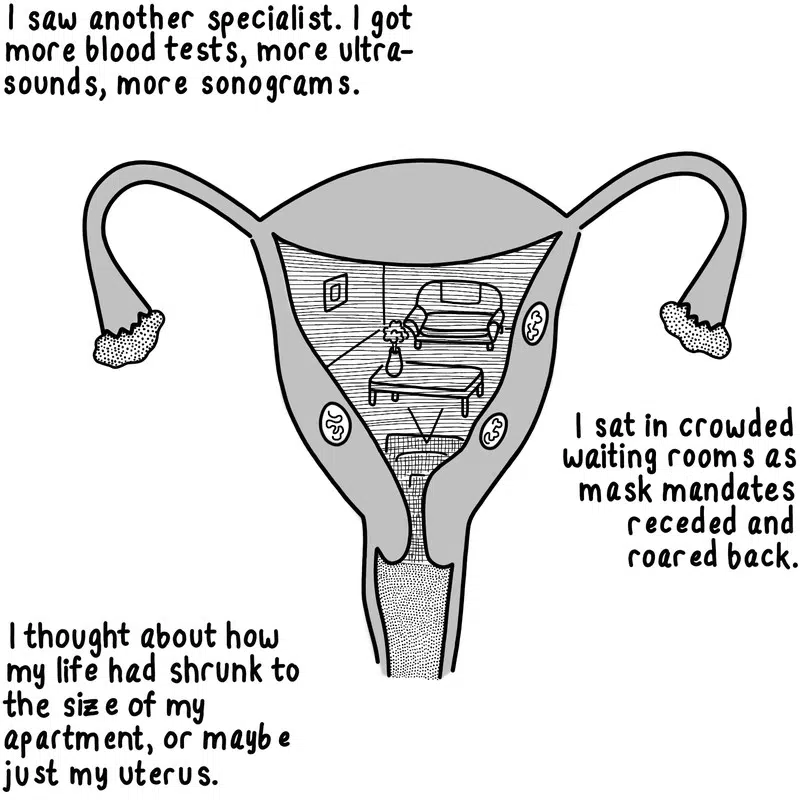 I saw another specialist. I got
more blood tests, more ultra-
sounds, more sonograms.
I sat in crowded
waiting rooms as
mask mandates
receded and
roared back.
I thought about how
my life had shrunk to
the size of my
apartment, or maybe
just my uterus.